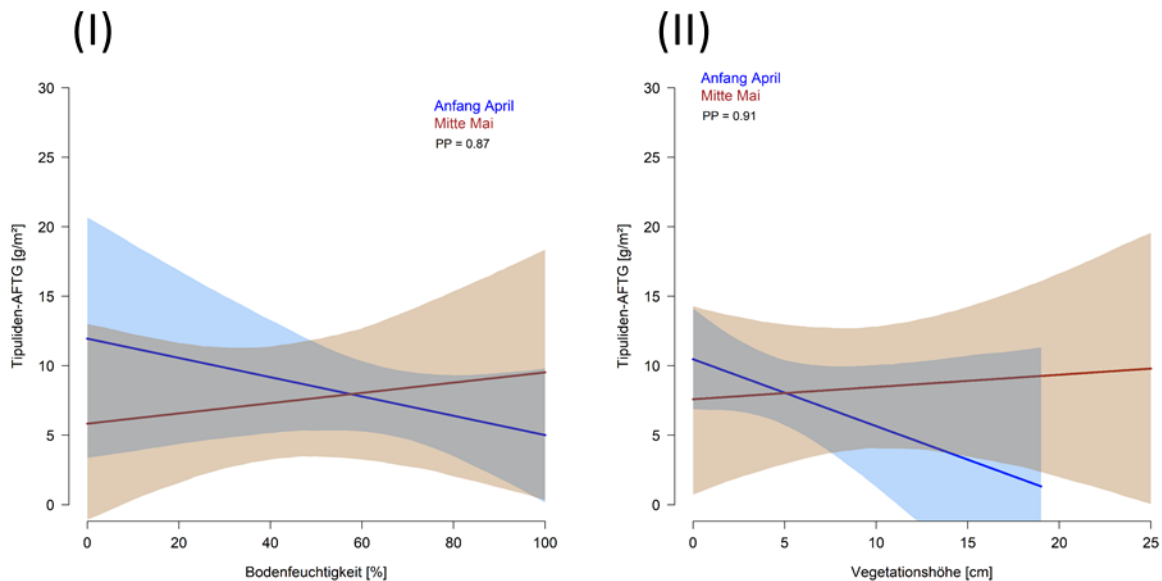 (I)
30
25
20
15
10
5
0
Tipuliden-AFTG [g/m²]
Anfang April
Mitte Mai
PP = 0.87
0 20 40 60 80 100
Bodenfeuchtigkeit [%]
(II)
30
25
20
15
10
5
0
Tipuliden-AFTG [g/m²]
Anfang April
Mitte Mai
PP = 0.91
0 5 10 15 20 25
Vegetationshöhe [cm]